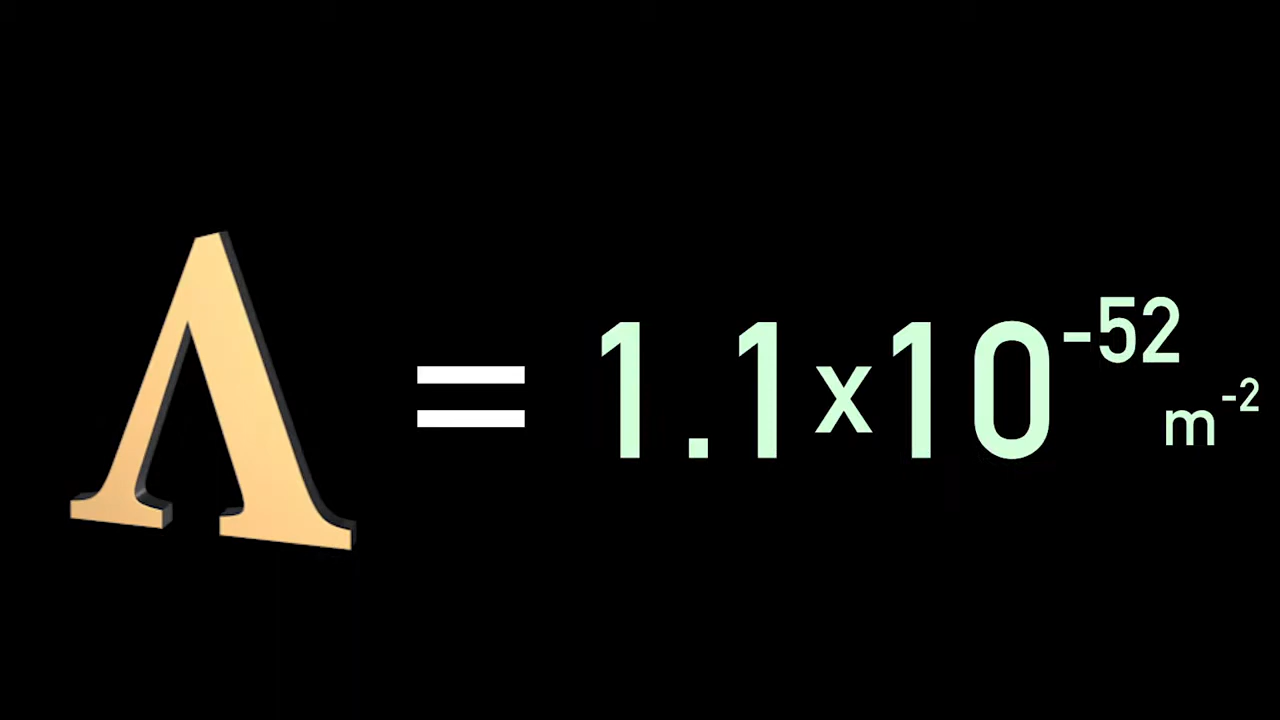 Λ = 1.1x10⁻⁵² m⁻²